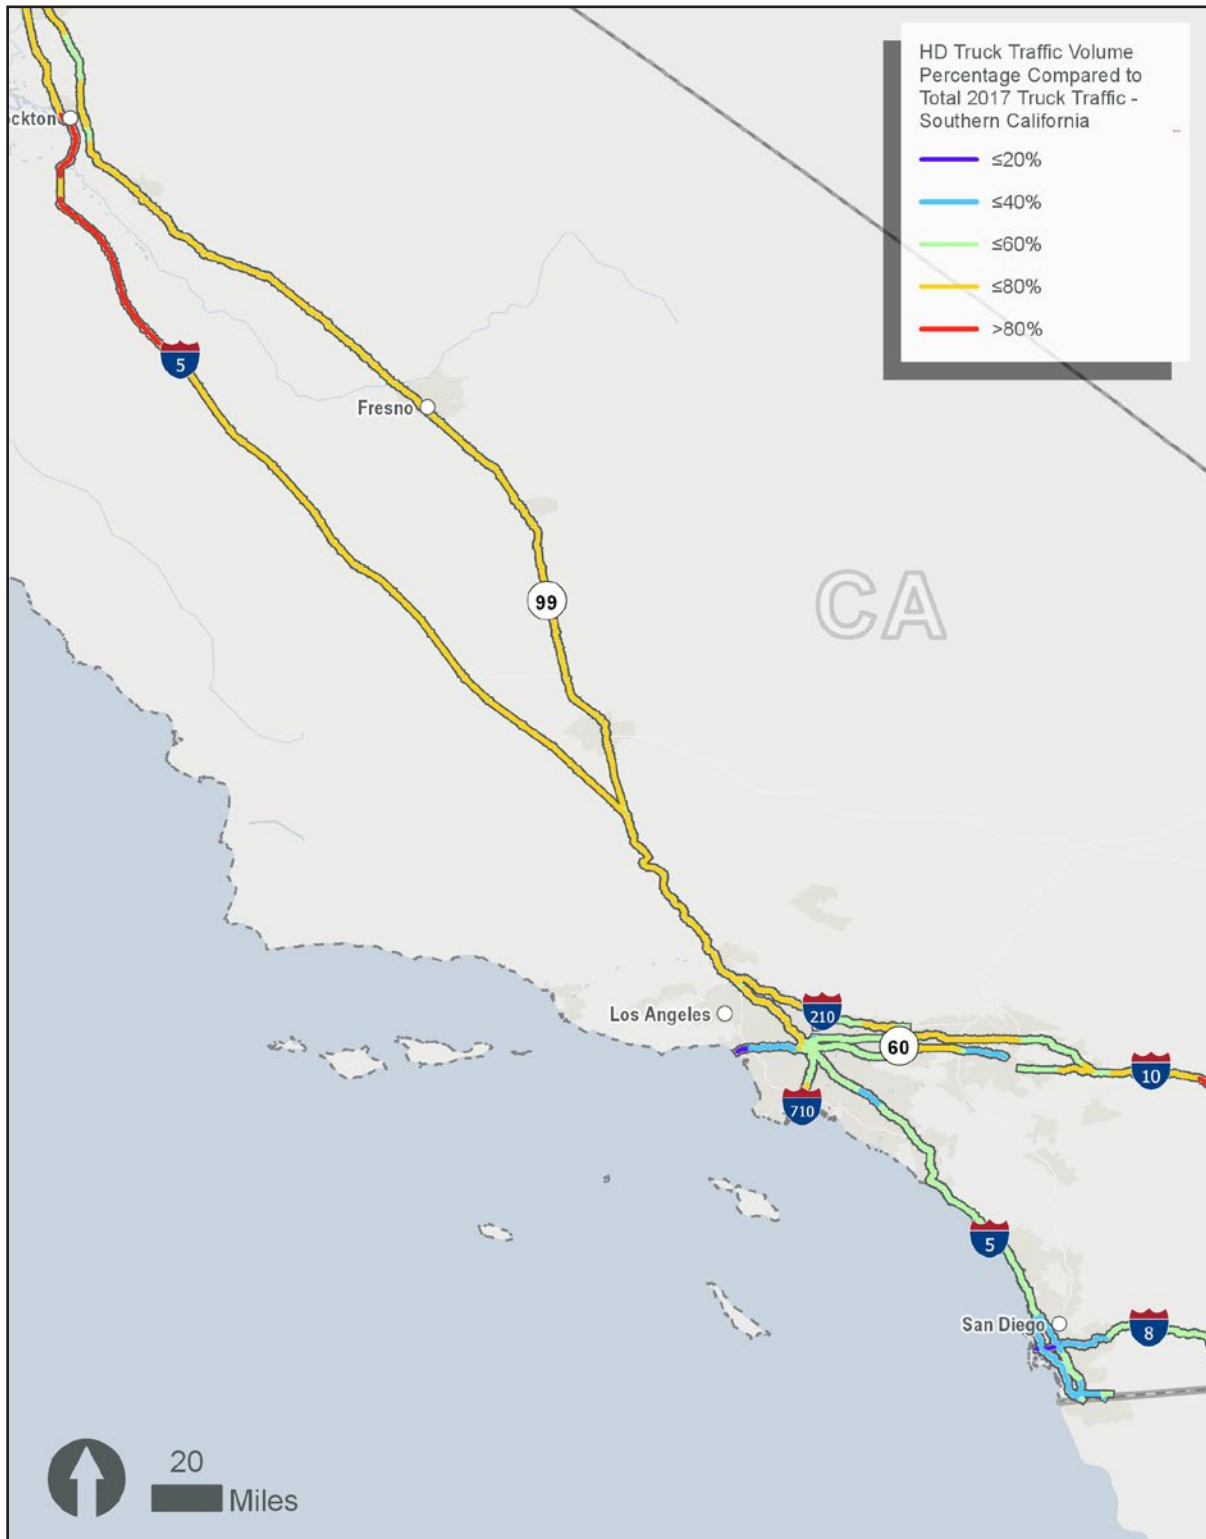 HD Truck Traffic Volume
Percentage Compared to
Total 2017 Truck Traffic -
Southern California
≤20%
≤40%
≤60%
≤80%
>80%
ockton
5
Fresno
99
CA
Los Angeles
210
60
10
710
5
San Diego
8
20
Miles